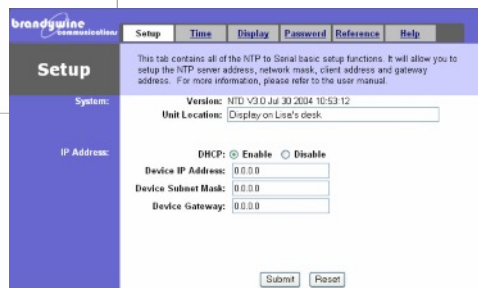 brandywine
communications
Setup Time Display Password Reference Help
Setup
This tab contains all of the NTP to Serial basic setup functions. It will allow you to
setup the NTP server address, network mask, client address and gateway
address. For more information, please refer to the user manual.
System:
Version: NTD V3.0 Jul 30 2004 10:53:12
Unit Location: Display on Lisa's desk
IP Address:
DHCP: Enable Disable
Device IP Address: 0.0.0.0
Device Subnet Mask: 0.0.0.0
Device Gateway: 0.0.0.0
Submit Reset